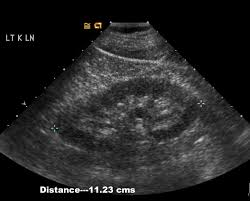 LT K LN
Distance---11.23 cms